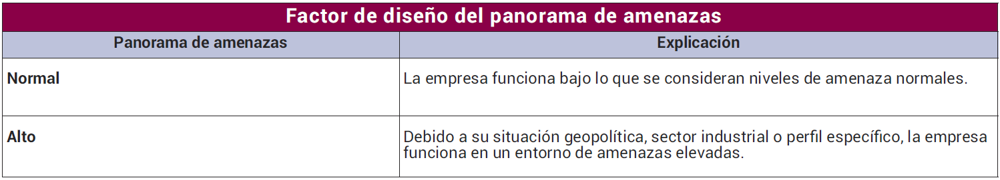 Factor de diseño del panorama de amenazas
Panorama de amenazas
Explicación
Normal
La empresa funciona bajo lo que se consideran niveles de amenaza normales.
Alto
Debido a su situación geopolítica, sector industrial o perfil específico, la empresa
funciona en un entorno de amenazas elevadas.